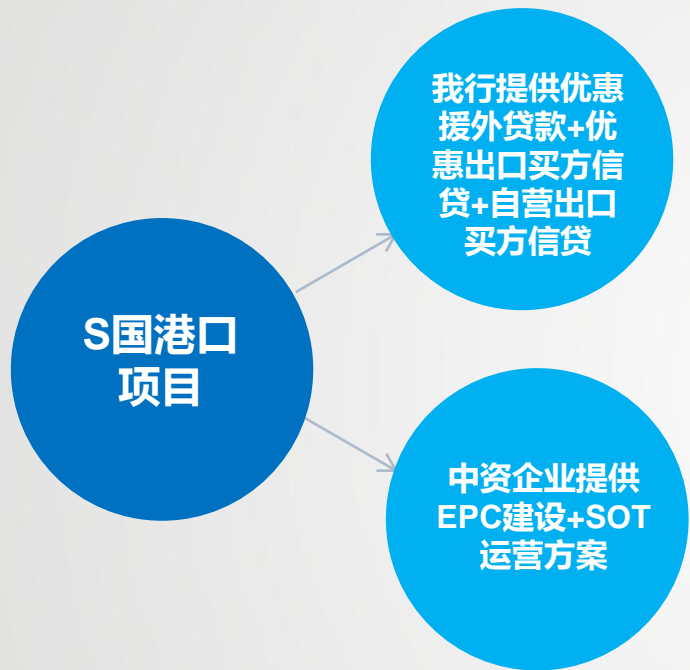 S国港口
项目
我行提供优惠
援外贷款+优
惠出口买方信
贷+自营出口
买方信贷
中资企业提供
EPC建设+SOT
运营方案